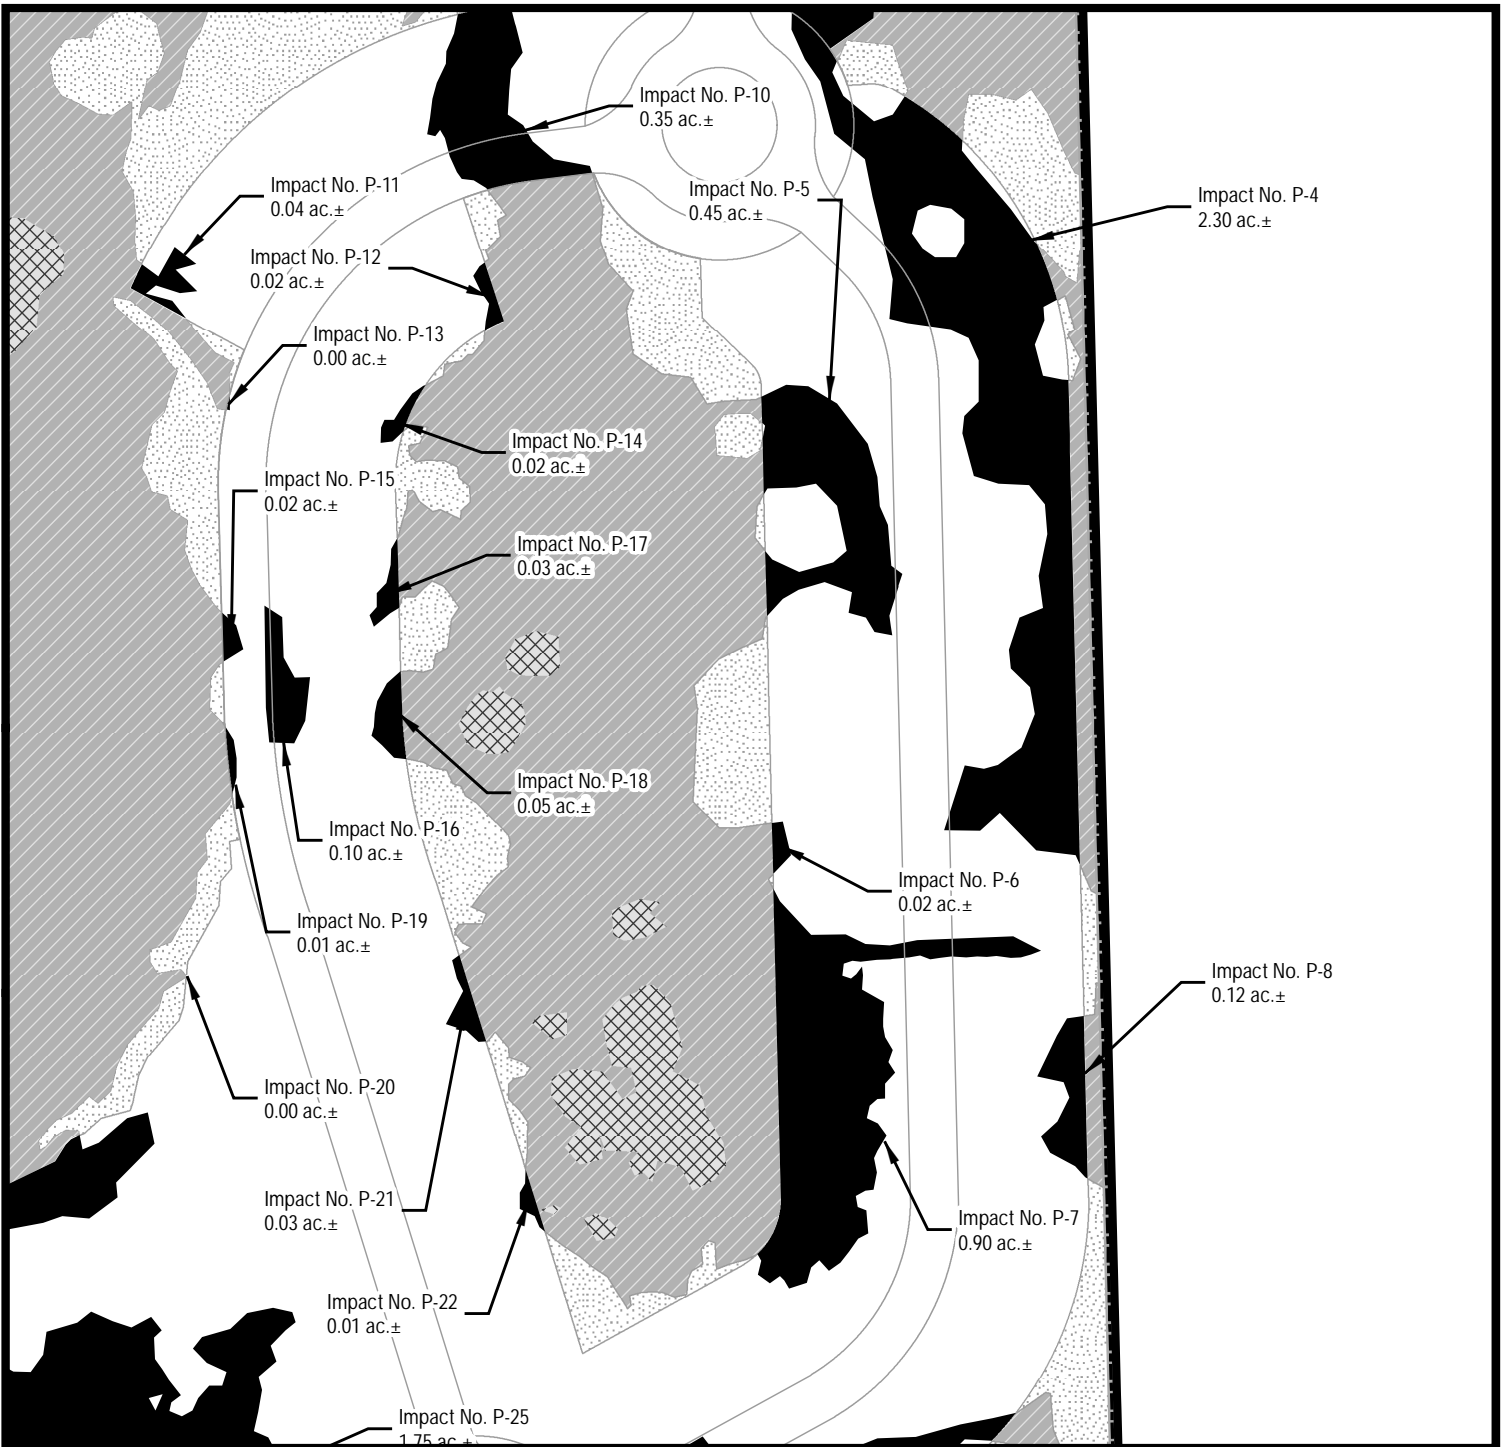 Impact No. P-10
0.35 ac.±
Impact No. P-11
0.04 ac.±
Impact No. P-5
0.45 ac.±
Impact No. P-4
2.30 ac.±
Impact No. P-12
0.02 ac.±
Impact No. P-13
0.00 ac.±
Impact No. P-14
0.02 ac.±
Impact No. P-15
0.02 ac.±
Impact No. P-17
0.03 ac.±
Impact No. P-18
0.05 ac.±
Impact No. P-16
0.10 ac.±
Impact No. P-6
0.02 ac.±
Impact No. P-19
0.01 ac.±
Impact No. P-8
0.12 ac.±
Impact No. P-20
0.00 ac.±
Impact No. P-21
0.03 ac.±
Impact No. P-7
0.90 ac.±
Impact No. P-22
0.01 ac.±
Impact No. P-25
1.75 ac.±